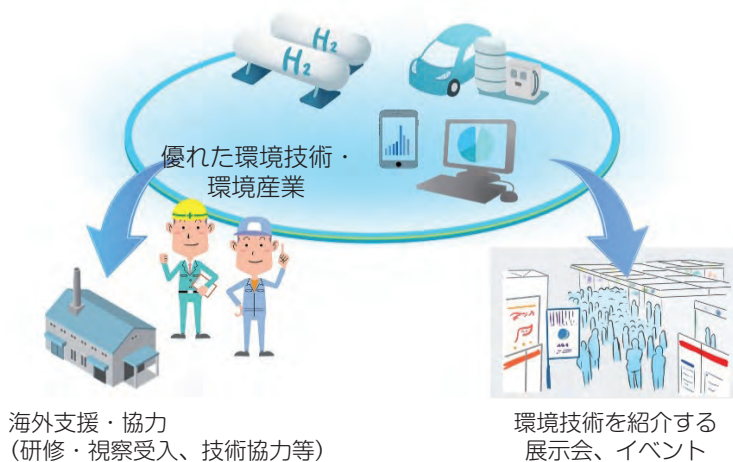 H2
H2
優れた環境技術・
環境産業
海外支援・協力
（研修・視察受入、技術協力等）
環境技術を紹介する
展示会、イベント